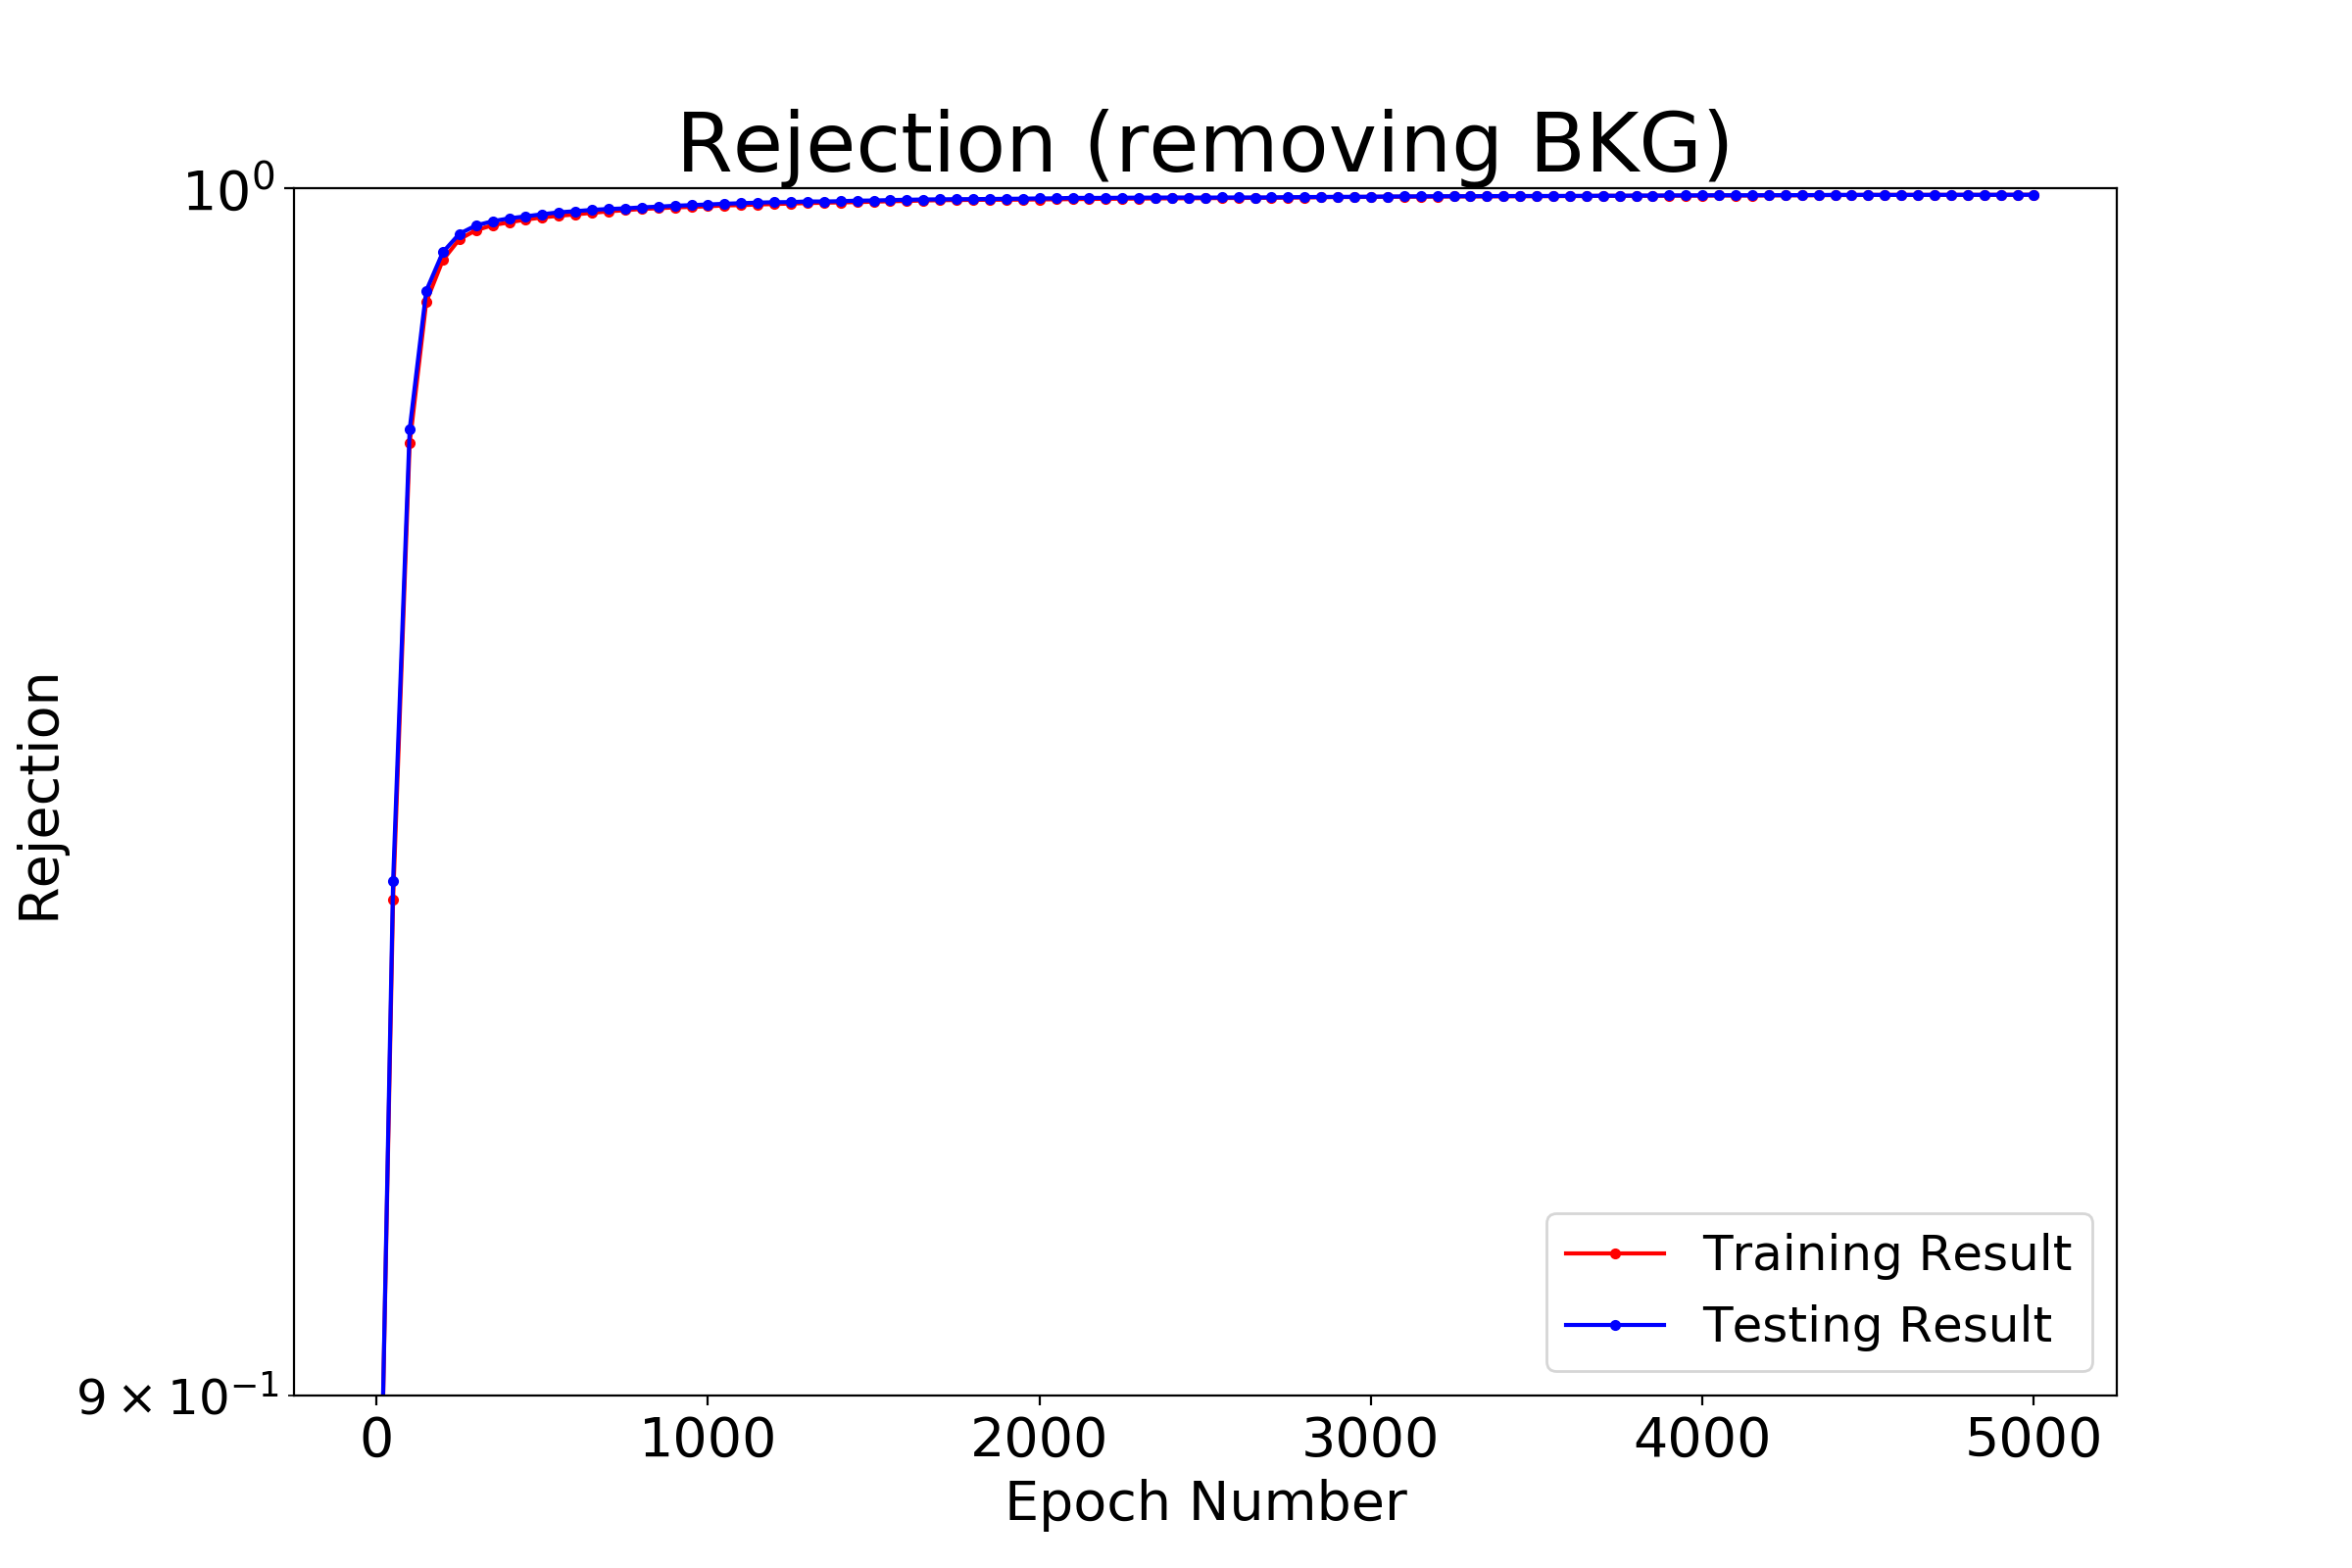 Rejection (removing BKG)
10⁰
Rejection
9 × 10⁻¹
0 1000 2000 3000 4000 5000
Epoch Number
Training Result
Testing Result